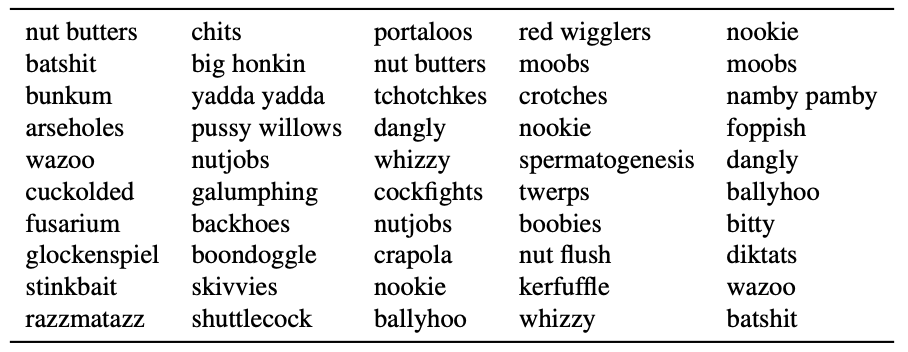 nut butters chits portaloos red wigglers nookie
batshit big honkin nut butters moobs moobs
bunkum yadda yadda tchotchkes crotches namby pamby
arseholes pussy willows dangly nookie foppish
wazoo nutjobs whizzy spermatogenesis dangly
cuckolded galumphing cockfights twerps ballyhoo
fusarium backhoes nutjobs boobies bitty
glockenspiel boondoggle crapola nut flush diktats
stinkbait skivvies nookie kerfuffle wazoo
razzmatazz shuttlecock ballyhoo whizzy batshit